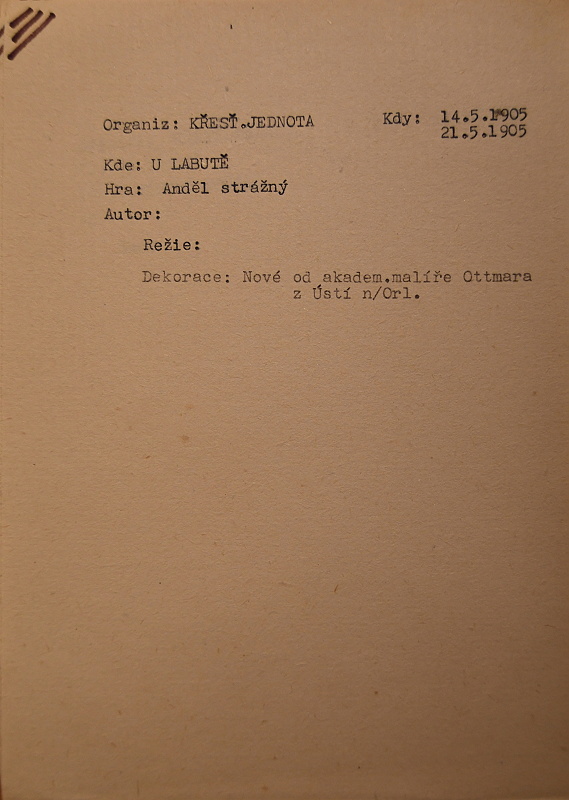 Organiz: KŘESŤ.JEDNOTA Kdy: 14.5.1905
21.5.1905
Kde: U LABUTĚ
Hra: Anděl strážný
Autor:
Režie:
Dekorace: Nové od akadem.malíře Ottmara
z Ústí n/Orl.